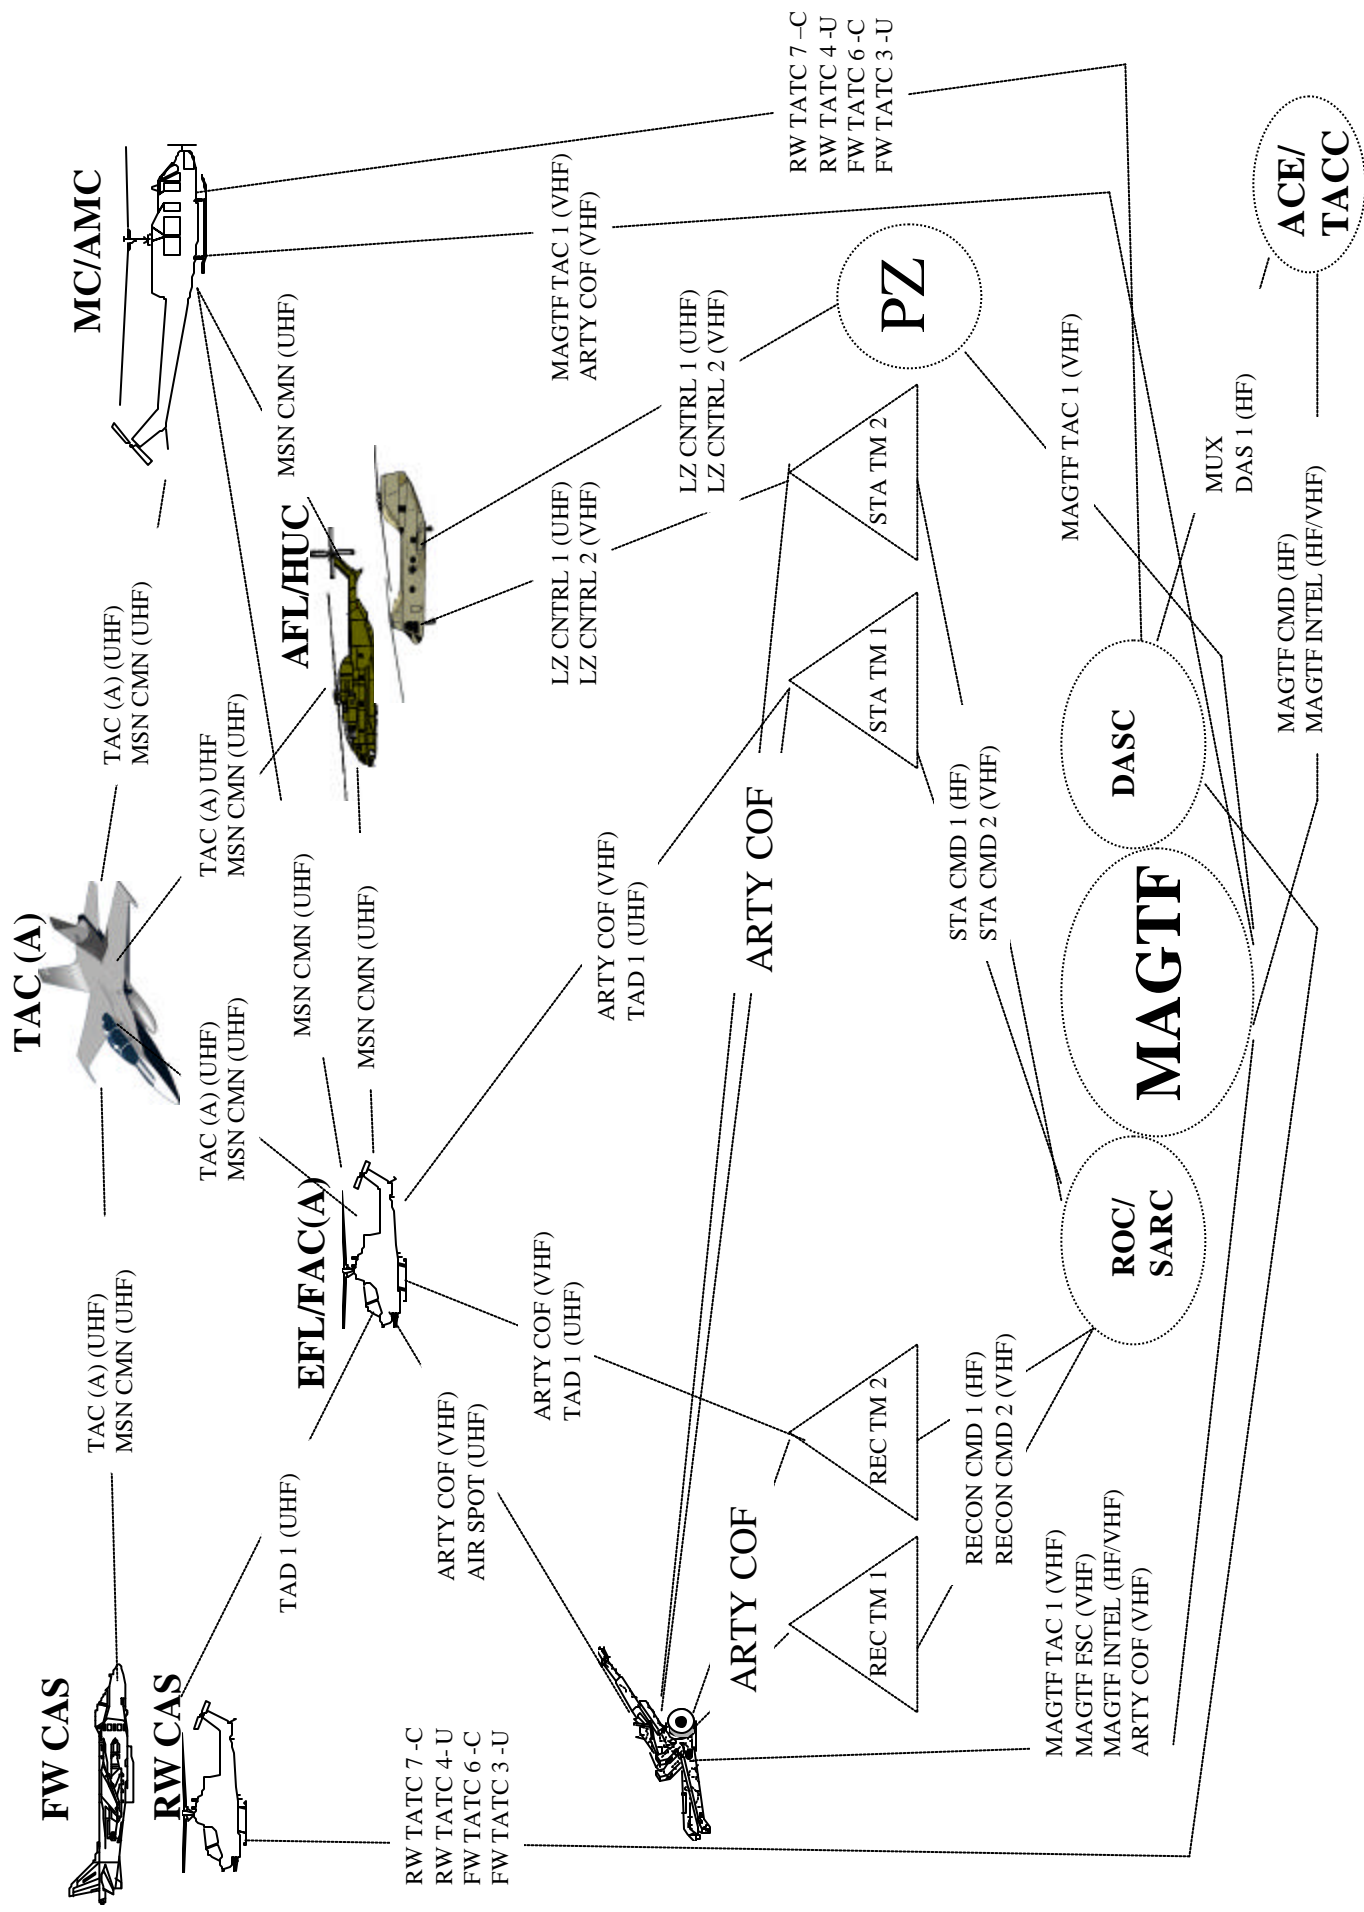 FW CAS
RW CAS
TAC (A)
MC/AMC
EFL/FAC(A)
AFL/HUC
TAC (A) (UHF)
MSN CMN (UHF)
TAC (A) (UHF)
MSN CMN (UHF)
TAC (A) (UHF)
MSN CMN (UHF)
TAC (A) UHF
MSN CMN (UHF)
MSN CMN (UHF)
MSN CMN (UHF)
MSN CMN (UHF)
TAD 1 (UHF)
RW TATC 7 -C
RW TATC 4- U
FW TATC 6 -C
FW TATC 3 -U
ARTY COF (VHF)
AIR SPOT (UHF)
ARTY COF (VHF)
TAD 1 (UHF)
ARTY COF (VHF)
TAD 1 (UHF)
LZ CNTRL 1 (UHF)
LZ CNTRL 2 (VHF)
LZ CNTRL 1 (UHF)
LZ CNTRL 2 (VHF)
MAGTF TAC 1 (VHF)
ARTY COF (VHF)
RW TATC 7 –C
RW TATC 4 -U
FW TATC 6 -C
FW TATC 3 -U
ARTY COF
ARTY COF
REC TM 1
REC TM 2
STA TM 1
STA TM 2
PZ
RECON CMD 1 (HF)
RECON CMD 2 (VHF)
STA CMD 1 (HF)
STA CMD 2 (VHF)
MAGTF TAC 1 (VHF)
MAGTF TAC 1 (VHF)
MAGTF FSC (VHF)
MAGTF INTEL (HF/VHF)
ARTY COF (VHF)
ROC/
SARC
MAGTF
DASC
MUX
DAS 1 (HF)
MAGTF CMD (HF)
MAGTF INTEL (HF/VHF)
ACE/
TACC